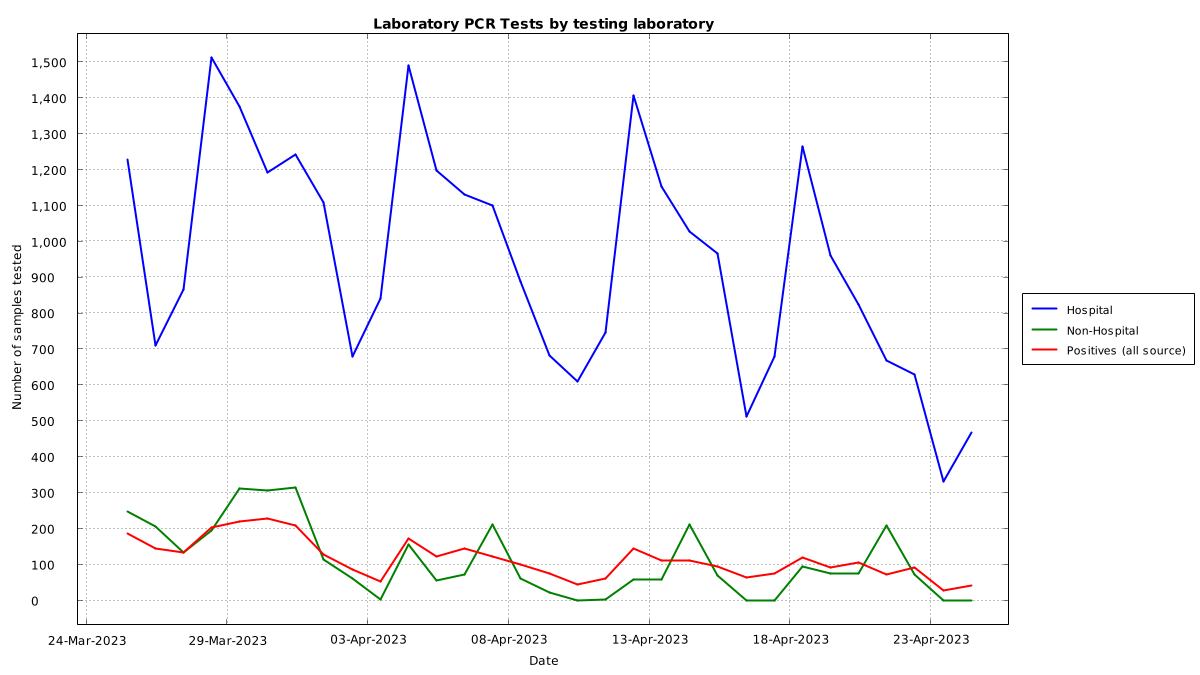 Laboratory PCR Tests by testing laboratory
1,500
1,400
1,300
1,200
1,100
1,000
900
800
700
600
500
400
300
200
100
0
Number of samples tested
24-Mar-2023
29-Mar-2023
03-Apr-2023
08-Apr-2023
13-Apr-2023
18-Apr-2023
23-Apr-2023
Date
Hospital
Non-Hospital
Positives (all source)